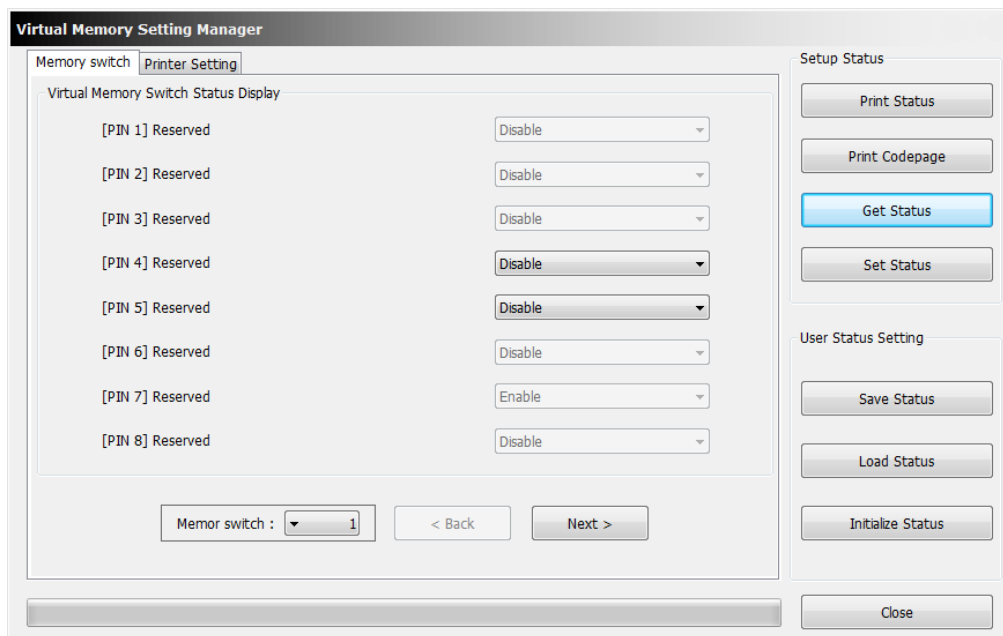 Virtual Memory Setting Manager
Memory switch
Printer Setting
Virtual Memory Switch Status Display
[PIN 1] Reserved Disable
[PIN 2] Reserved Disable
[PIN 3] Reserved Disable
[PIN 4] Reserved Disable
[PIN 5] Reserved Disable
[PIN 6] Reserved Disable
[PIN 7] Reserved Enable
[PIN 8] Reserved Disable
Memor switch : 1
< Back
Next >
Setup Status
Print Status
Print Codepage
Get Status
Set Status
User Status Setting
Save Status
Load Status
Initialize Status
Close